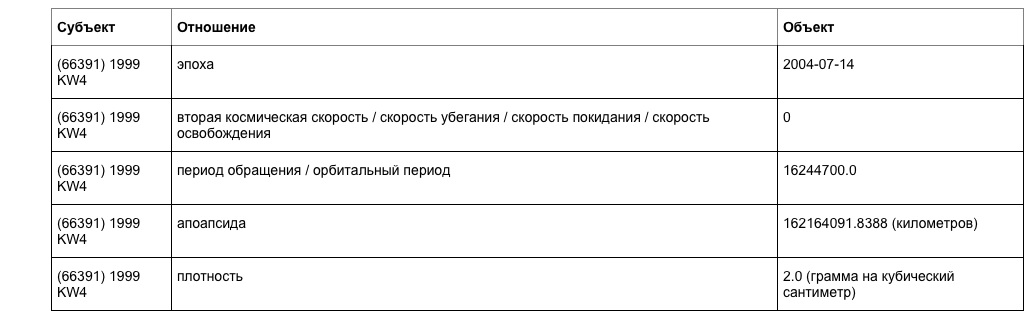 Субъект Отношение Объект
(66391) 1999 эпоха 2004-07-14
KW4
(66391) 1999 вторая космическая скорость / скорость убегания / скорость покидания / скорость 0
KW4 освобождения
(66391) 1999 период обращения / орбитальный период 16244700.0
KW4
(66391) 1999 апоапсида 162164091.8388 (километров)
KW4
(66391) 1999 плотность 2.0 (грамма на кубический
KW4 сантиметр)